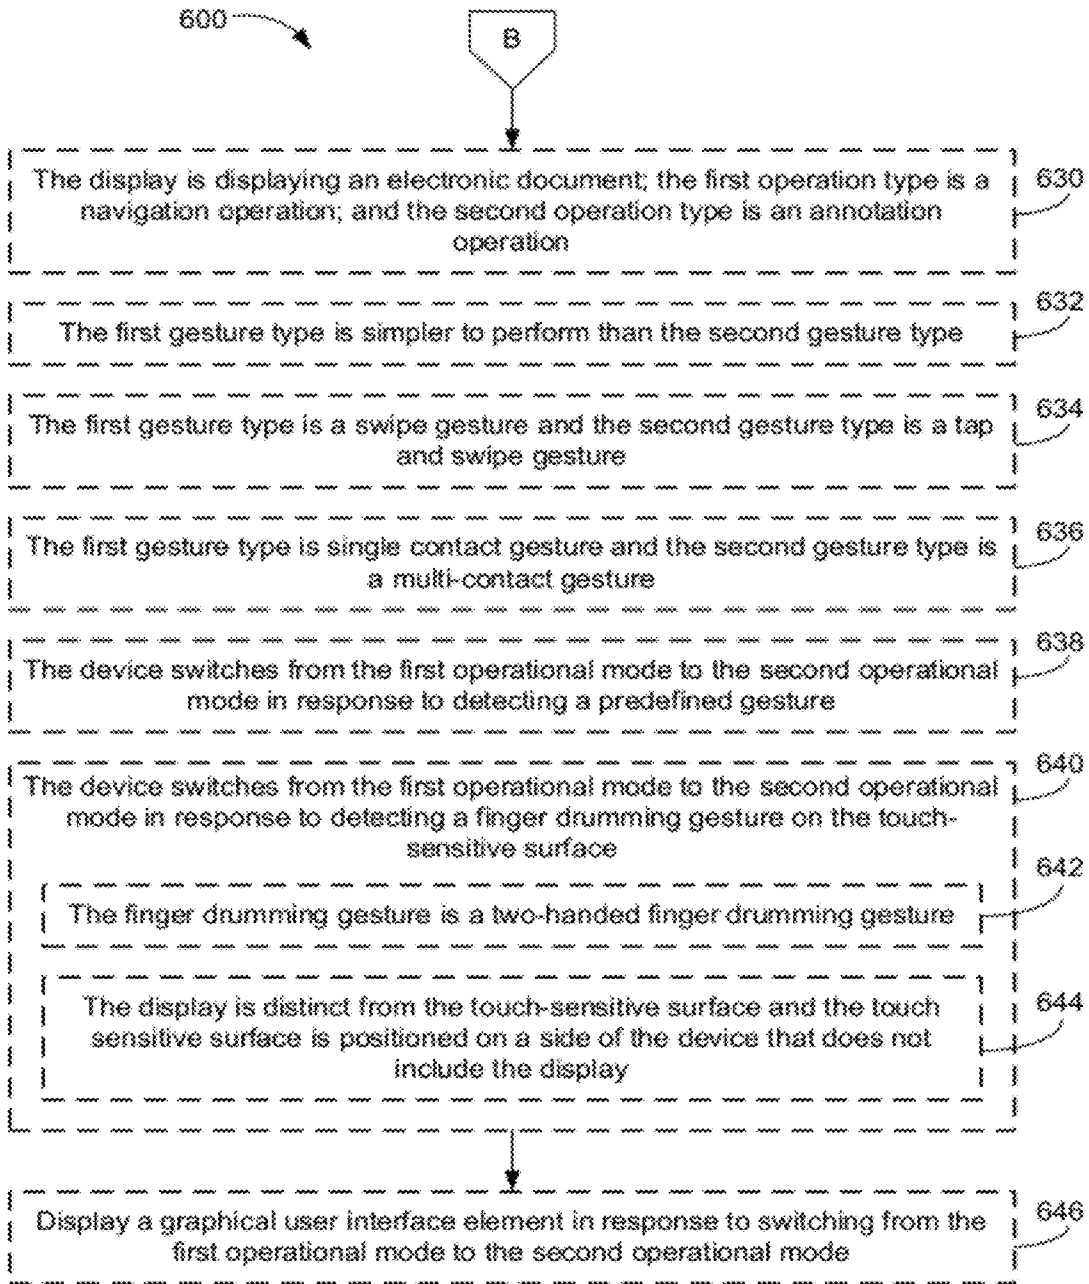 600
B
The display is displaying an electronic document; the first operation type is a
navigation operation; and the second operation type is an annotation
operation
630
The first gesture type is simpler to perform than the second gesture type
632
The first gesture type is a swipe gesture and the second gesture type is a tap
and swipe gesture
634
The first gesture type is single contact gesture and the second gesture type is
a multi-contact gesture
636
The device switches from the first operational mode to the second operational
mode in response to detecting a predefined gesture
638
The device switches from the first operational mode to the second operational
mode in response to detecting a finger drumming gesture on the touch-
sensitive surface
640
The finger drumming gesture is a two-handed finger drumming gesture
642
The display is distinct from the touch-sensitive surface and the touch
sensitive surface is positioned on a side of the device that does not
include the display
644
Display a graphical user interface element in response to switching from the
first operational mode to the second operational mode
646